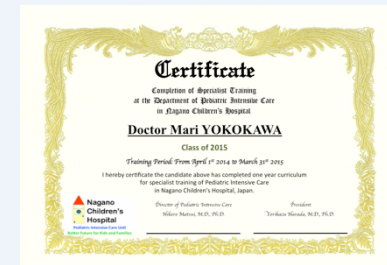 Certificate
Completion of Specialist Training
at the Department of Pediatric Intensive Care
in Nagano Children's Hospital
Doctor Mari YOKOKAWA
Class of 2015
Training Period: From April 1st 2014 to March 31st 2015
I hereby certificate the candidate above has completed one year curriculum
for specialist training of Pediatric Intensive Care
in Nagano Children's Hospital, Japan.
Nagano
Children's
Hospital
Pediatric Intensive Care Unit
Better Future for Kids and Families
Director of Pediatric Intensive Care
M.D., Ph.D.
President
Harada, M.D., Ph.D.